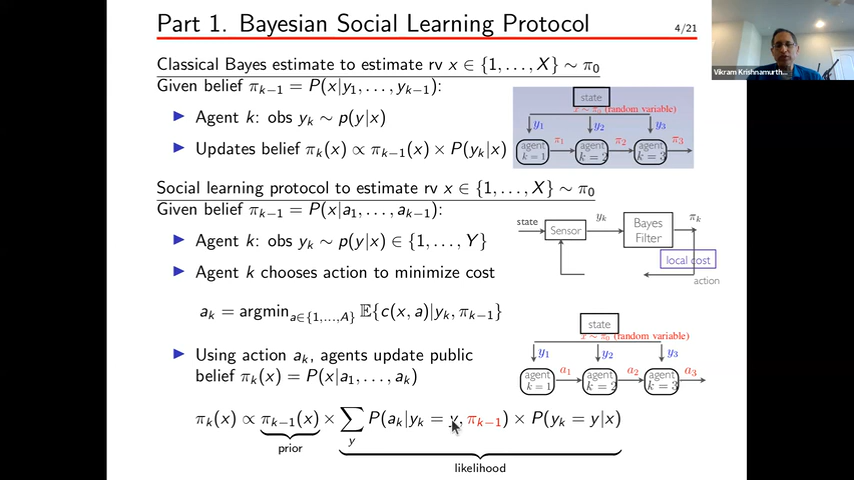 Part 1. Bayesian Social Learning Protocol
4/21
Vikram Krishnamurth...
Classical Bayes estimate to estimate rv x ∈ {1, . . . , X} ∼ π₀
Given belief πₖ₋₁ = P(x|y₁, . . . , yₖ₋₁):
▶ Agent k: obs yₖ ∼ p(y|x)
▶ Updates belief πₖ(x) ∝ πₖ₋₁(x) × P(yₖ|x)
state
x ∼ π₀ (random variable)
y₁ y₂ y₃
agent k = 1 π₁ agent k = 2 π₂ agent k = 3 π₃
Social learning protocol to estimate rv x ∈ {1, . . . , X} ∼ π₀
Given belief πₖ₋₁ = P(x|a₁, . . . , aₖ₋₁):
▶ Agent k: obs yₖ ∼ p(y|x) ∈ {1, . . . , Y}
▶ Agent k chooses action to minimize cost
aₖ = argminₐ∈{1,...,A} 𝔼{c(x, a)|yₖ, πₖ₋₁}
state
Sensor
yₖ
Bayes
Filter
πₖ
local cost
action
▶ Using action aₖ, agents update public
belief πₖ(x) = P(x|a₁, . . . , aₖ)
state
x ∼ π₀ (random variable)
y₁ y₂ y₃
agent k = 1 a₁ agent k = 2 a₂ agent k = 3 a₃
πₖ(x) ∝ πₖ₋₁(x) × ∑y P(aₖ|yₖ = y, πₖ₋₁) × P(yₖ = y|x)
prior
likelihood